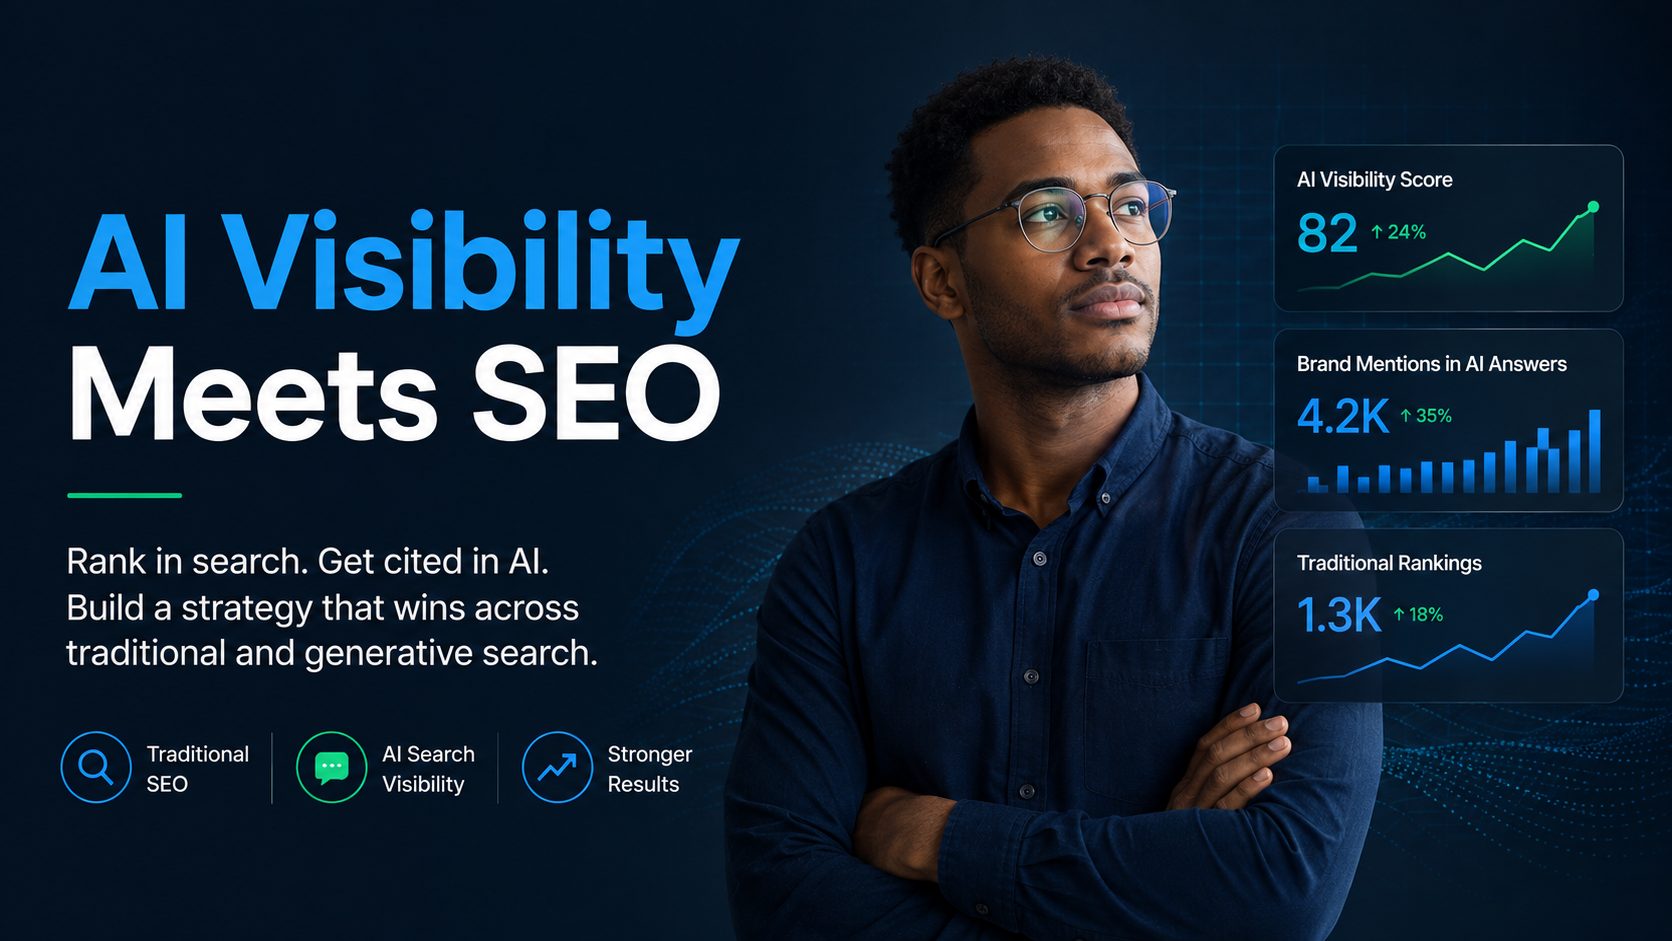 AI Visibility
Meets SEO
Rank in search. Get cited in AI.
Build a strategy that wins across
traditional and generative search.
Traditional
SEO
AI Search
Visibility
Stronger
Results
AI Visibility Score
82 ↑ 24%
Brand Mentions in AI Answers
4.2K ↑ 35%
Traditional Rankings
1.3K ↑ 18%